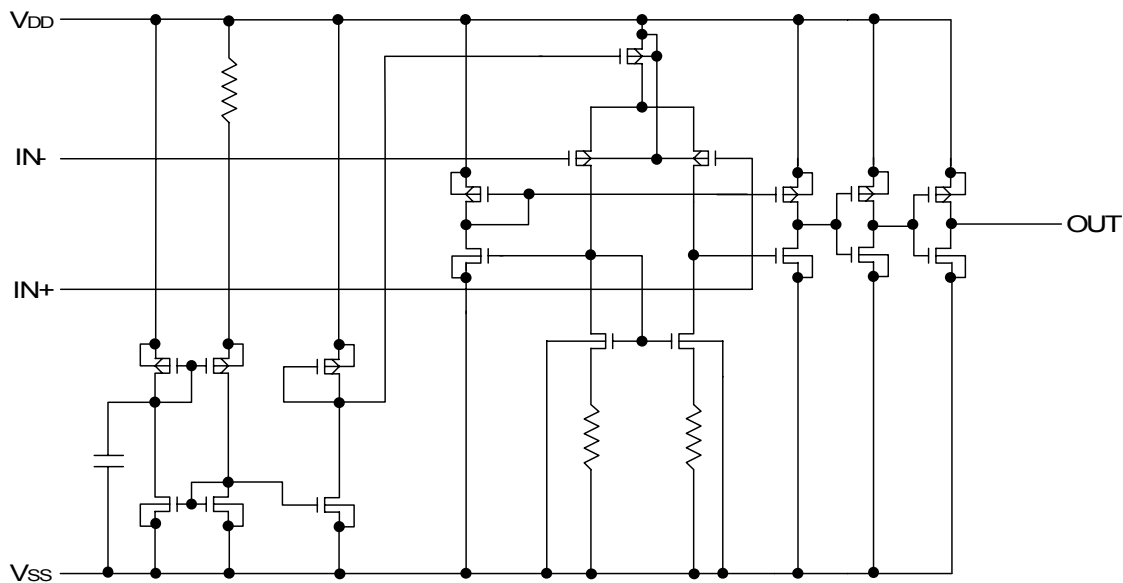 VDD
IN-
OUT
IN+
VSS